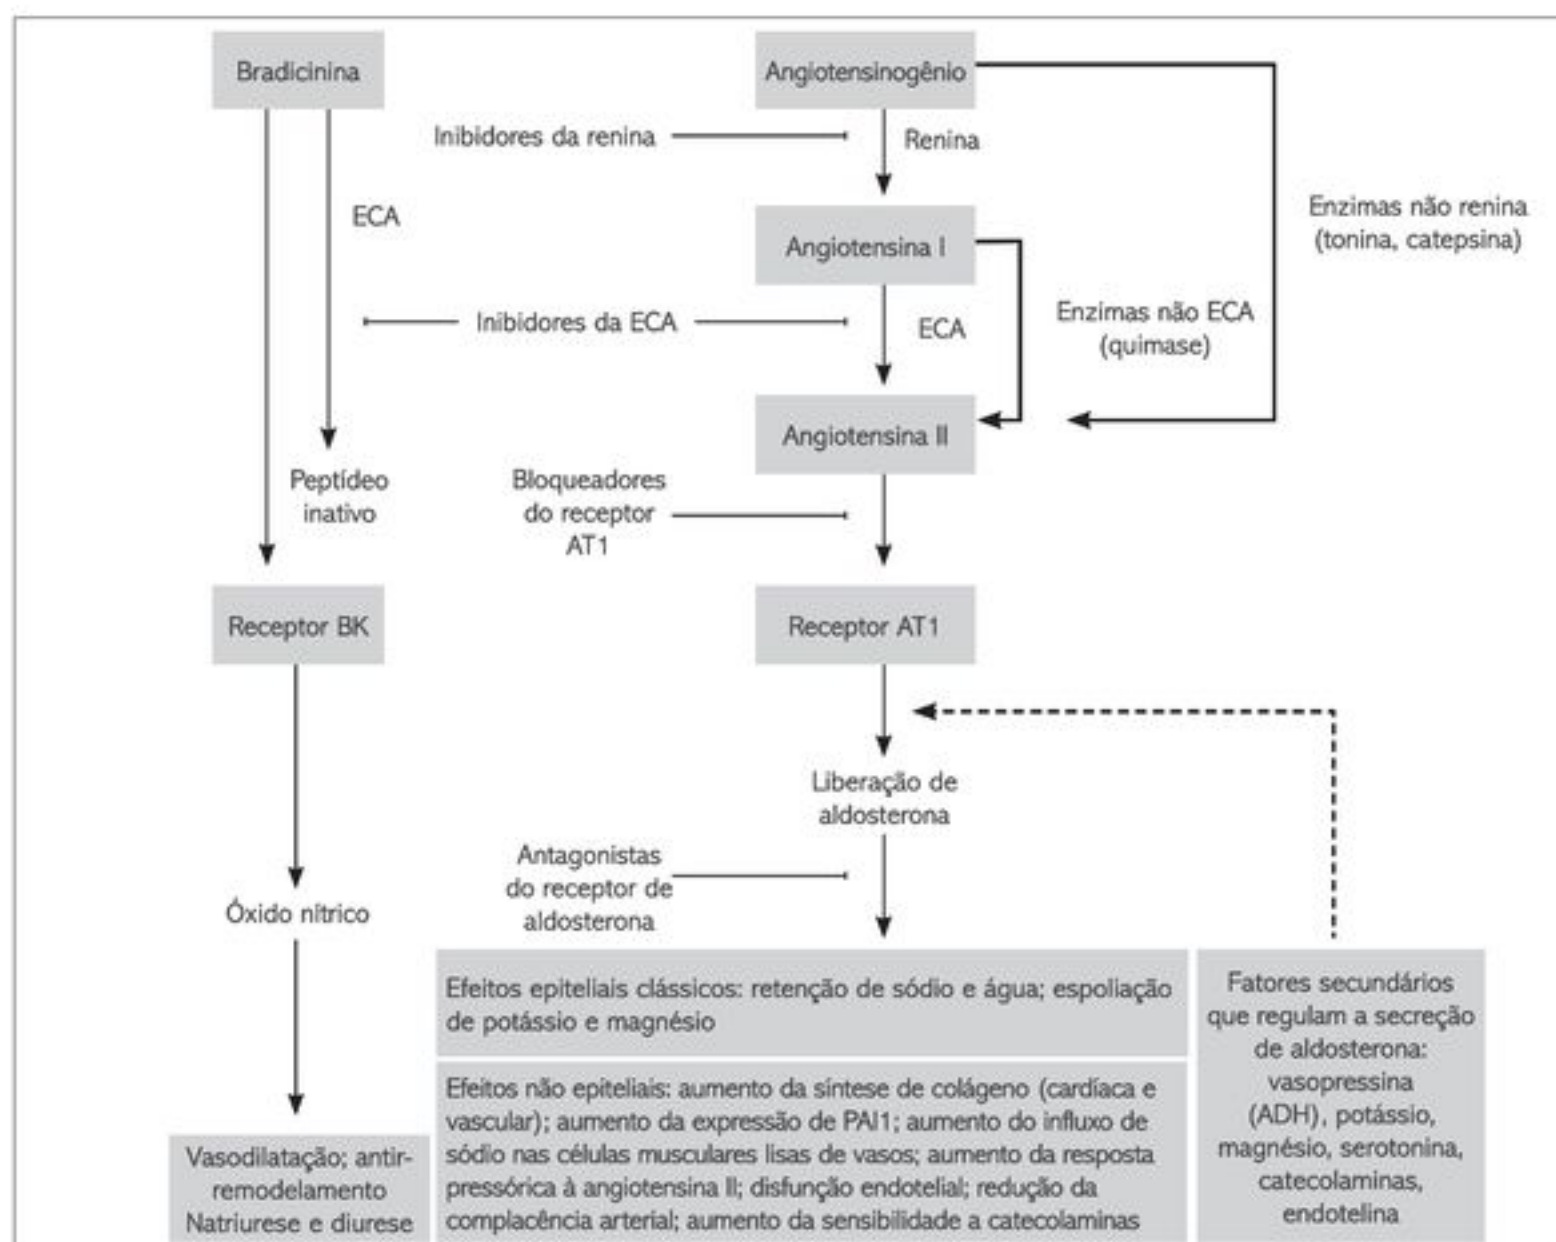 Bradicinina
Angiotensinogênio
Inibidores da renina
Renina
ECA
Enzimas não renina
(tonina, catepsina)
Angiotensina I
Inibidores da ECA
ECA
Enzimas não ECA
(quimase)
Angiotensina II
Peptídeo
inativo
Bloqueadores
do receptor
AT1
Receptor BK
Receptor AT1
Liberação de
aldosterona
Antagonistas
do receptor de
aldosterona
Óxido nítrico
Efeitos epiteliais clássicos: retenção de sódio e água; espoliação
de potássio e magnésio
Efeitos não epiteliais: aumento da síntese de colágeno (cardíaca e
vascular); aumento da expressão de PAI1; aumento do influxo de
sódio nas células musculares lisas de vasos; aumento da resposta
pressórica à angiotensina II; disfunção endotelial; redução da
complacência arterial; aumento da sensibilidade a catecolaminas
Fatores secundários
que regulam a secreção
de aldosterona:
vasopressina
(ADH), potássio,
magnésio, serotonina,
catecolaminas,
endotelina
Vasodilatação; antir-
remodelamento
Natriurese e diurese